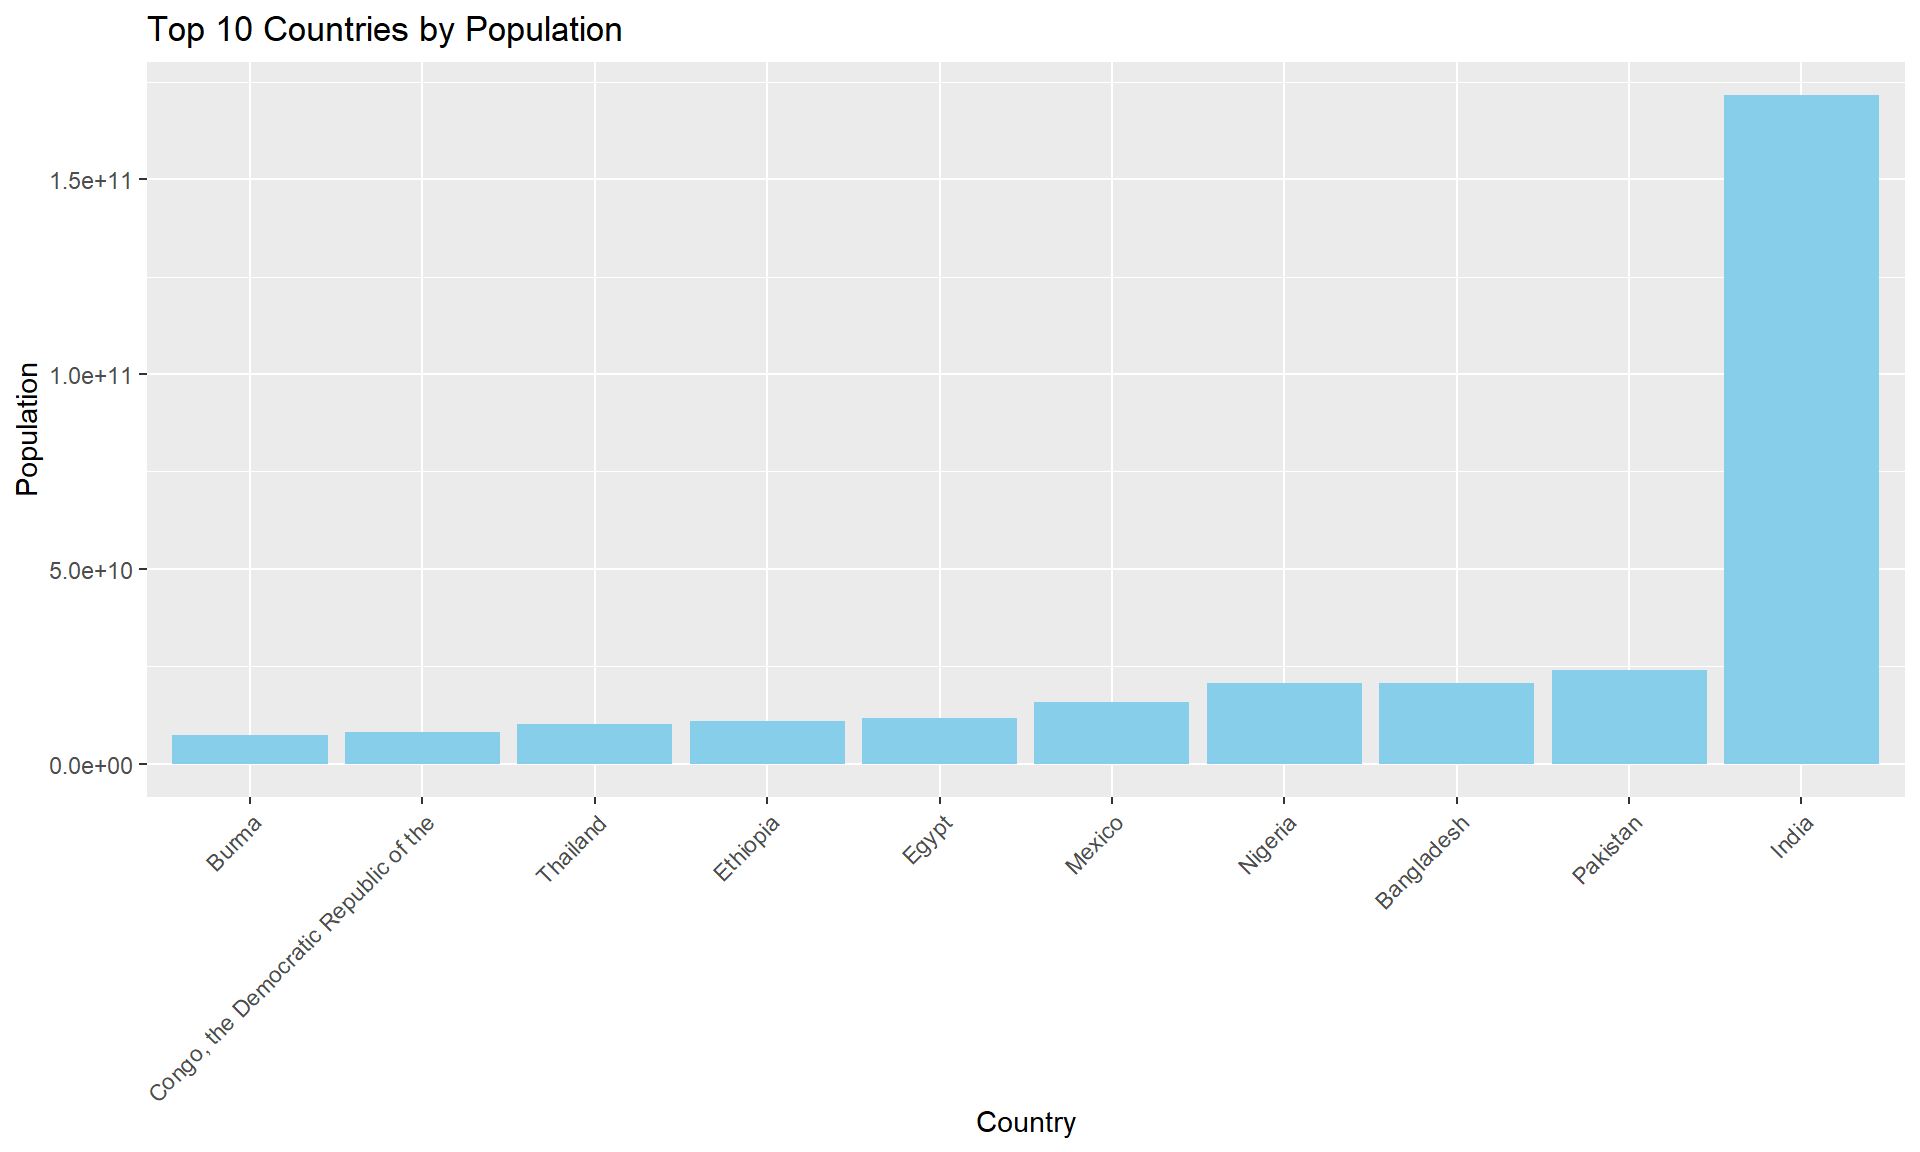 Top 10 Countries by Population
Population
1.5e+11
1.0e+11
5.0e+10
0.0e+00
Burma
Congo, the Democratic Republic of the
Thailand
Ethiopia
Egypt
Mexico
Nigeria
Bangladesh
Pakistan
India
Country